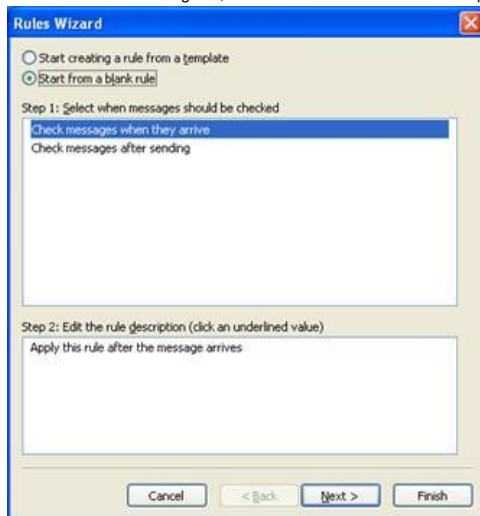 Rules Wizard
Start creating a rule from a template
Start from a blank rule
Step 1: Select when messages should be checked
Check messages when they arrive
Check messages after sending
Step 2: Edit the rule description (click an underlined value)
Apply this rule after the message arrives
Cancel
< Back
Next >
Finish